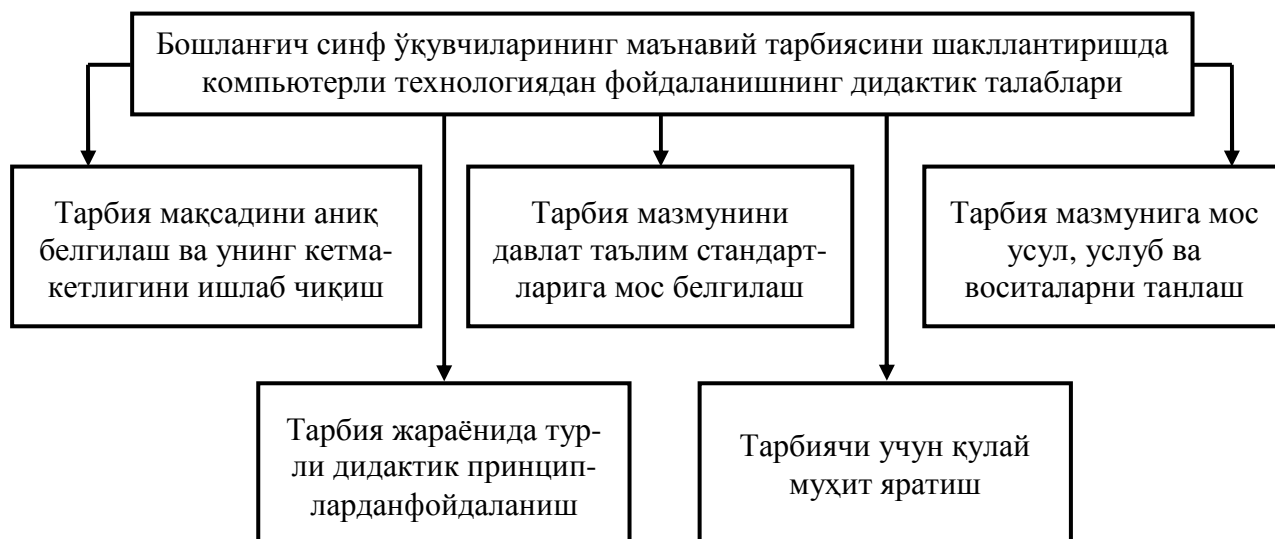 Бошланғич синф ўқувчиларининг маънавий тарбиясини шакллантиришда
компьютерли технологиядан фойдаланишнинг дидактик талаблари
Тарбия мақсадини аниқ
белгилаш ва унинг кетма-
кетлигини ишлаб чиқиш
Тарбия мазмунини
давлат таълим стандарт-
ларига мос белгилаш
Тарбия мазмунига мос
усул, услуб ва
воситаларни танлаш
Тарбия жараёнида тур-
ли дидактик принцип-
ларданфойдаланиш
Тарбиячи учун қулай
муҳит яратиш